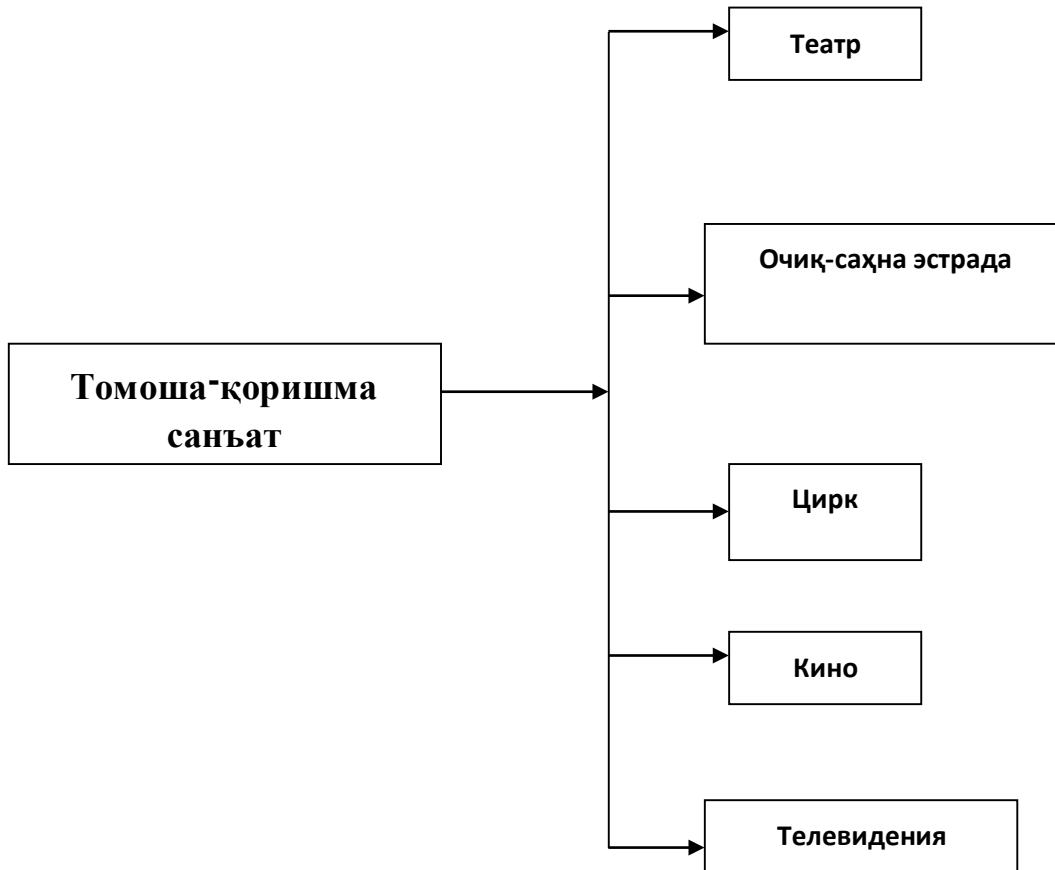 Театр
Очиқ-саҳна эстрада
Томоша-қоришма
санъат
Цирк
Кино
Телевидения